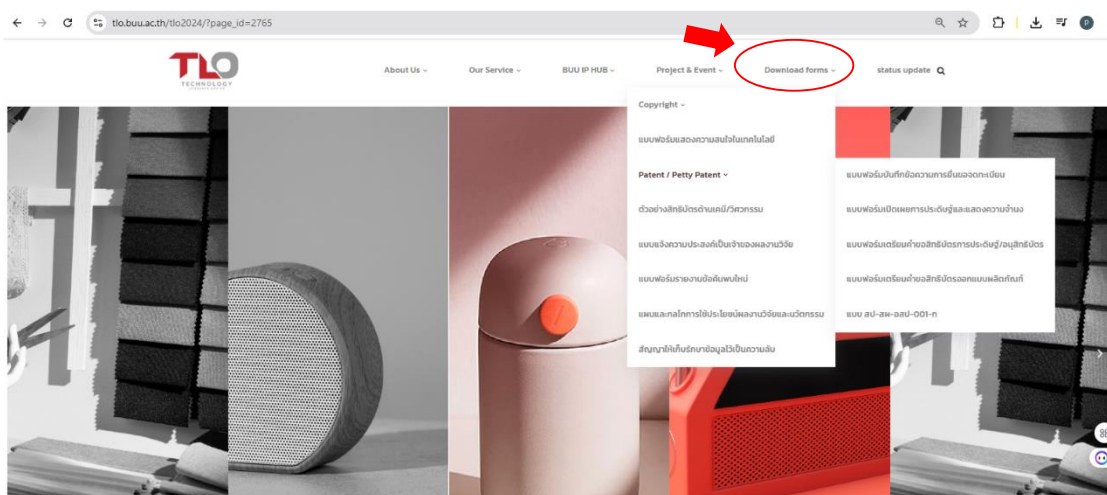 tlo.buu.ac.th/tlo2024/?page_id=2765
TLO
TECHNOLOGY
About Us
Our Service
BUU IP HUB
Project & Event
Download forms
status update
Copyright
แบบฟอร์มแสดงความสนใจในเทคโนโลยี
Patent / Petty Patent
แบบฟอร์มบันทึกข้อความการยื่นขอจดทะเบียน
ตัวอย่างสิทธิบัตรด้านเคมี/วิศวกรรม
แบบฟอร์มเปิดเผยการประดิษฐ์และแสดงความจำนง
แบบแจ้งความประสงค์เป็นเจ้าของผลงานวิจัย
แบบฟอร์มเตรียมคำขอสิทธิบัตรการประดิษฐ์/อนุสิทธิบัตร
แบบฟอร์มรายงานข้อค้นพบใหม่
แบบฟอร์มเตรียมคำขอสิทธิบัตรออกแบบผลิตภัณฑ์
แผนและกลไกการใช้ประโยชน์ผลงานวิจัยและนวัตกรรม
แบบ สป-สผ-อสป-001-ก
สัญญาให้เก็บรักษาข้อมูลไว้เป็นความลับ